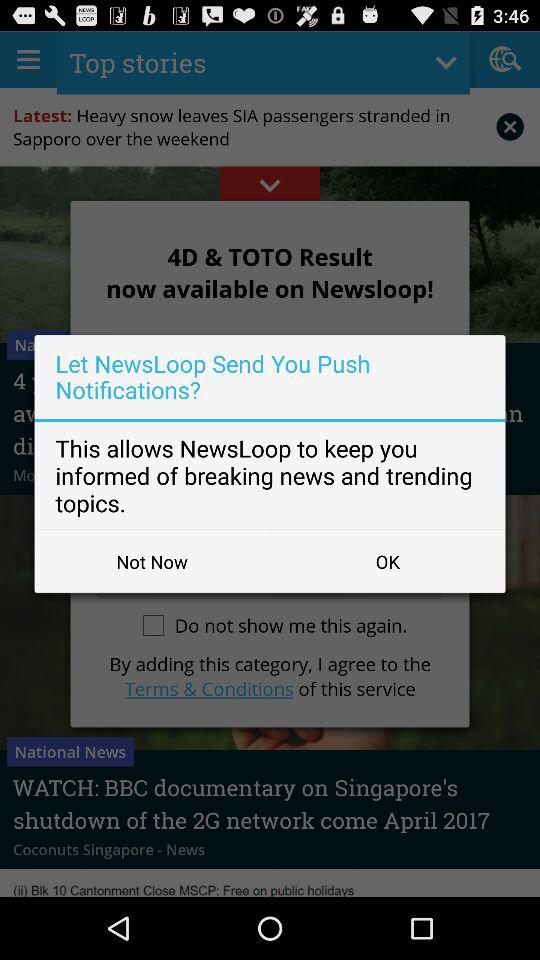 NEWS
LOOP
FAKE
3:46
Top stories
Latest: Heavy snow leaves SIA passengers stranded in
Sapporo over the weekend
4D & TOTO Result
now available on Newsloop!
Na
4
Let NewsLoop Send You Push
Notifications?
aw
n
di
This allows NewsLoop to keep you
informed of breaking news and trending
topics.
Mo
Not Now
OK
Do not show me this again.
By adding this category, I agree to the
Terms & Conditions of this service
National News
WATCH: BBC documentary on Singapore's
shutdown of the 2G network come April 2017
Coconuts Singapore - News
(ii) Blk 10 Cantonment Close MSCP: Free on public holidays